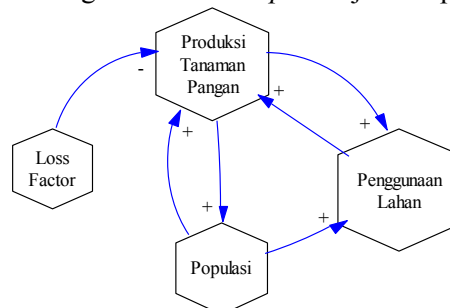 Produksi
Tanaman
Pangan
-
+
+
+
Loss
Factor
Penggunaan
Lahan
+
+
Populasi